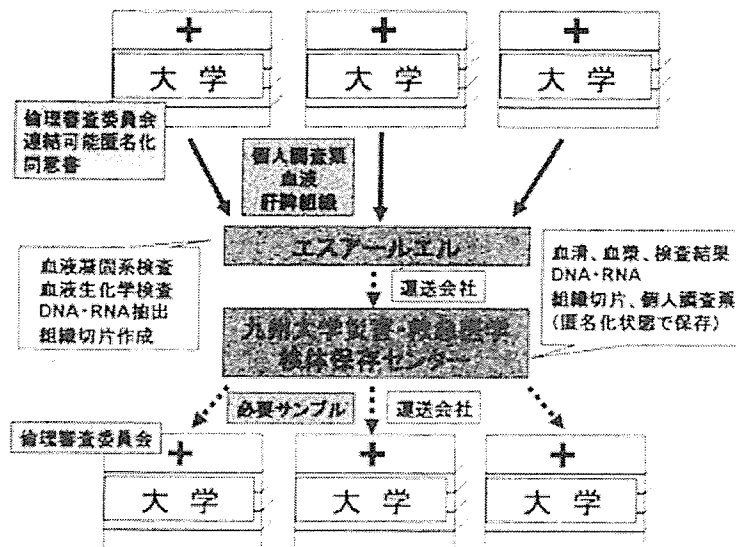 大学
大学
大学
倫理審査委員会
連結可能匿名化
同意書
個人調査票
血液
肝臓組織
エスアールエル
血液凝固系検査
血液生化学検査
DNA・RNA抽出
組織切片作成
運送会社
血清、血漿、検査結果
DNA・RNA
組織切片、個人調査票
(匿名化状態で保存)
九州大学災害・救急医学
検体保存センター
必要サンプル
運送会社
倫理審査委員会
大学
大学
大学